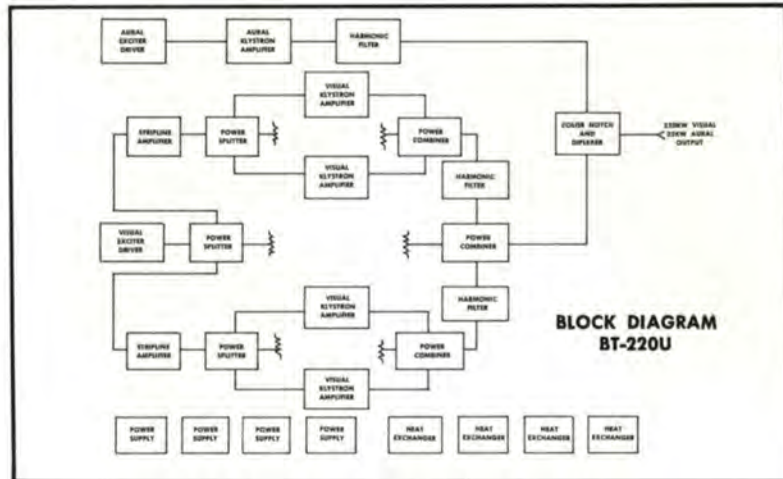 AURAL
EXCITER
DRIVER
AURAL
KLYSTRON
AMPLIFIER
HARMONIC
FILTER
VISUAL
KLYSTRON
AMPLIFIER
STRIPLINE
AMPLIFIER
POWER
SPLITTER
POWER
COMBINER
COLOR NOTCH
AND
DIPLEXER
VISUAL
AURAL
OUTPUT
VISUAL
KLYSTRON
AMPLIFIER
HARMONIC
FILTER
VISUAL
EXCITER
DRIVER
POWER
SPLITTER
POWER
COMBINER
HARMONIC
FILTER
VISUAL
KLYSTRON
AMPLIFIER
BLOCK DIAGRAM
BT-220U
STRIPLINE
AMPLIFIER
POWER
SPLITTER
POWER
COMBINER
VISUAL
KLYSTRON
AMPLIFIER
POWER
SUPPLY
POWER
SUPPLY
POWER
SUPPLY
POWER
SUPPLY
HEAT
EXCHANGER
HEAT
EXCHANGER
HEAT
EXCHANGER
HEAT
EXCHANGER